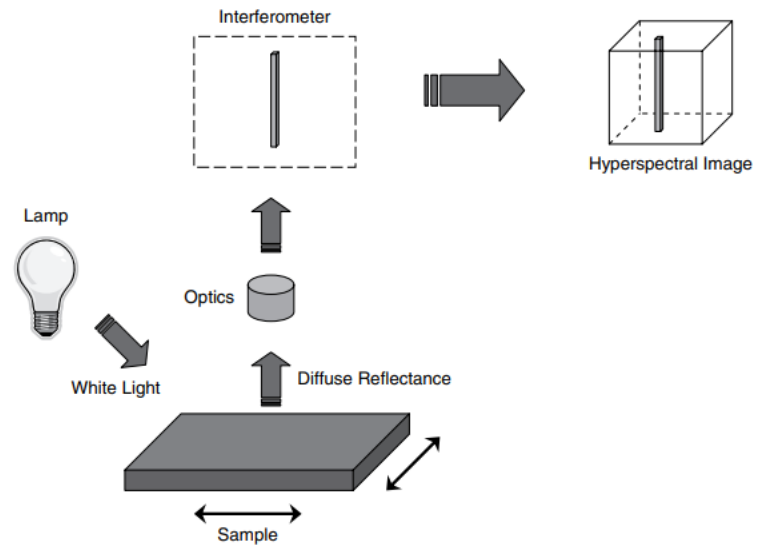 Interferometer
Hyperspectral Image
Lamp
Optics
White Light
Diffuse Reflectance
Sample